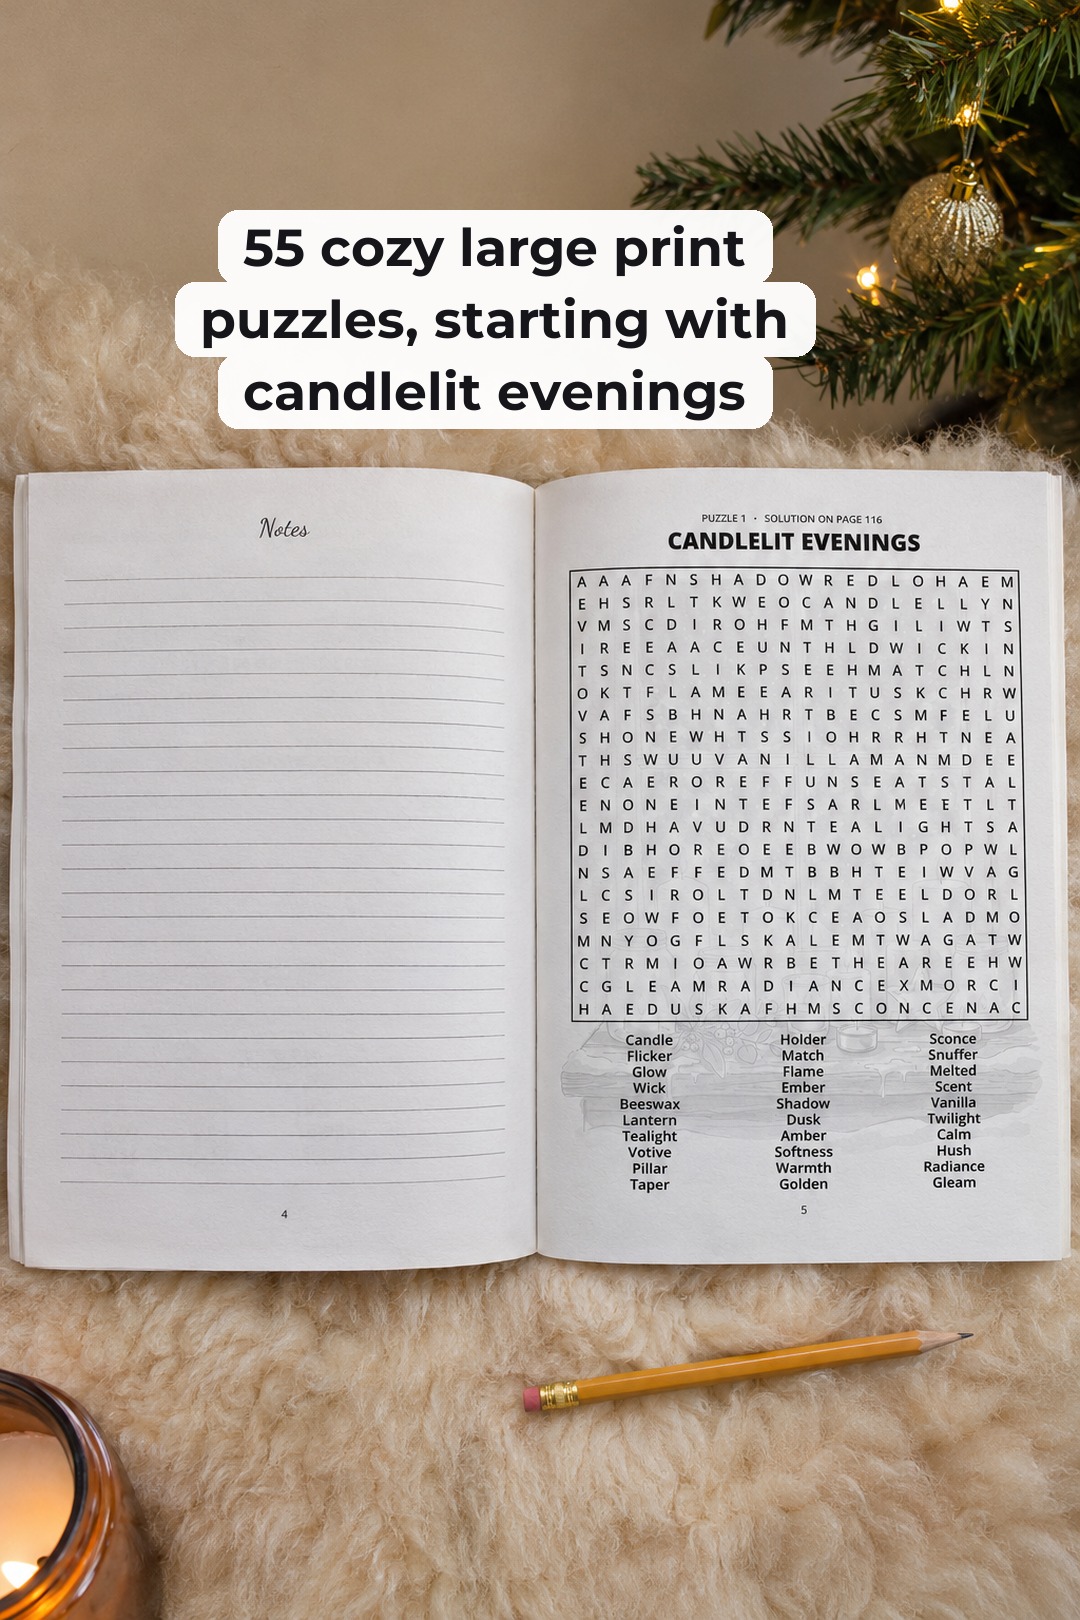 55 cozy large print
puzzles, starting with
candlelit evenings
Notes
4
PUZZLE 1 · SOLUTION ON PAGE 116
CANDLELIT EVENINGS
A A A F N S H A D O W R E D L O H A E M
E H S R L T K W E O C A N D L E L L Y N
V M S C D I R O H F M T H G I L I W T S
I R E E A A C E U N T H L D W I C K I N
T S N C S L I K P S E E H M A T C H L N
O K T F L A M E E A R I T U S K C H R W
V A F S B H N A H R T B E C S M F E L U
S H O N E W H T S S I O H R R H T N E A
T H S W U U V A N I L L A M A N M D E E
E C A E R O R E F F U N S E A T S T A L
E N O N E I N T E F S A R L M E E T L T
L M D H A V U D R N T E A L I G H T S A
D I B H O R E O E E B W O W B P O P W L
N S A E F F E D M T B B H T E I W V A G
L C S I R O L T D N L M T E E L D O R L
S E O W F O E T O K C E A O S L A D M O
M N Y O G F L S K A L E M T W A G A T W
C T R M I O A W R B E T H E A R E E H W
C G L E A M R A D I A N C E X M O R C I
H A E D U S K A F H M S C O N C E N A C
Candle Holder Sconce
Flicker Match Snuffer
Glow Flame Melted
Wick Ember Scent
Beeswax Shadow Vanilla
Lantern Dusk Twilight
Tealight Amber Calm
Votive Softness Hush
Pillar Warmth Radiance
Taper Golden Gleam
5